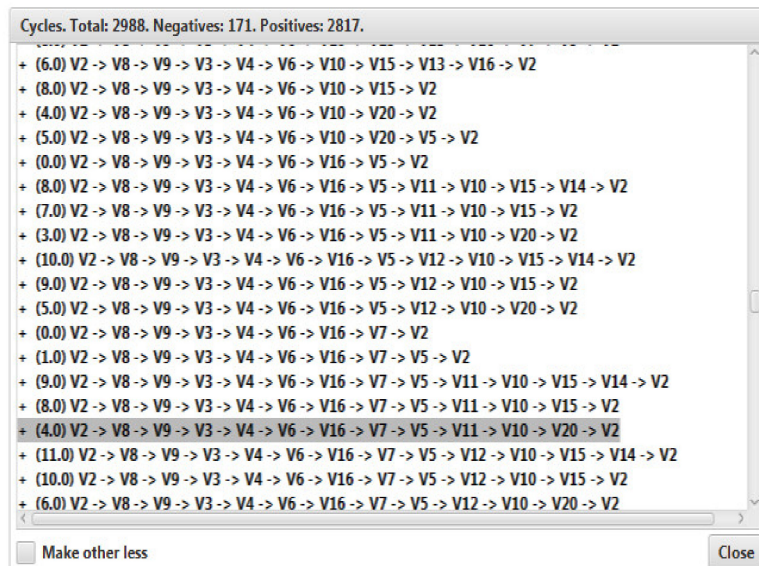 Cycles. Total: 2988. Negatives: 171. Positives: 2817.
+ (6.0) V2 -> V8 -> V9 -> V3 -> V4 -> V6 -> V10 -> V15 -> V13 -> V16 -> V2
+ (8.0) V2 -> V8 -> V9 -> V3 -> V4 -> V6 -> V10 -> V15 -> V2
+ (4.0) V2 -> V8 -> V9 -> V3 -> V4 -> V6 -> V10 -> V20 -> V2
+ (5.0) V2 -> V8 -> V9 -> V3 -> V4 -> V6 -> V10 -> V20 -> V5 -> V2
+ (0.0) V2 -> V8 -> V9 -> V3 -> V4 -> V6 -> V16 -> V5 -> V2
+ (8.0) V2 -> V8 -> V9 -> V3 -> V4 -> V6 -> V16 -> V5 -> V11 -> V10 -> V15 -> V14 -> V2
+ (7.0) V2 -> V8 -> V9 -> V3 -> V4 -> V6 -> V16 -> V5 -> V11 -> V10 -> V15 -> V2
+ (3.0) V2 -> V8 -> V9 -> V3 -> V4 -> V6 -> V16 -> V5 -> V11 -> V10 -> V20 -> V2
+ (10.0) V2 -> V8 -> V9 -> V3 -> V4 -> V6 -> V16 -> V5 -> V12 -> V10 -> V15 -> V14 -> V2
+ (9.0) V2 -> V8 -> V9 -> V3 -> V4 -> V6 -> V16 -> V5 -> V12 -> V10 -> V15 -> V2
+ (5.0) V2 -> V8 -> V9 -> V3 -> V4 -> V6 -> V16 -> V5 -> V12 -> V10 -> V20 -> V2
+ (0.0) V2 -> V8 -> V9 -> V3 -> V4 -> V6 -> V16 -> V7 -> V2
+ (1.0) V2 -> V8 -> V9 -> V3 -> V4 -> V6 -> V16 -> V7 -> V5 -> V2
+ (9.0) V2 -> V8 -> V9 -> V3 -> V4 -> V6 -> V16 -> V7 -> V5 -> V11 -> V10 -> V15 -> V14 -> V2
+ (8.0) V2 -> V8 -> V9 -> V3 -> V4 -> V6 -> V16 -> V7 -> V5 -> V11 -> V10 -> V15 -> V2
+ (4.0) V2 -> V8 -> V9 -> V3 -> V4 -> V6 -> V16 -> V7 -> V5 -> V11 -> V10 -> V20 -> V2
+ (11.0) V2 -> V8 -> V9 -> V3 -> V4 -> V6 -> V16 -> V7 -> V5 -> V12 -> V10 -> V15 -> V14 -> V2
+ (10.0) V2 -> V8 -> V9 -> V3 -> V4 -> V6 -> V16 -> V7 -> V5 -> V12 -> V10 -> V15 -> V2
+ (6.0) V2 -> V8 -> V9 -> V3 -> V4 -> V6 -> V16 -> V7 -> V5 -> V12 -> V10 -> V20 -> V2
Make other less
Close